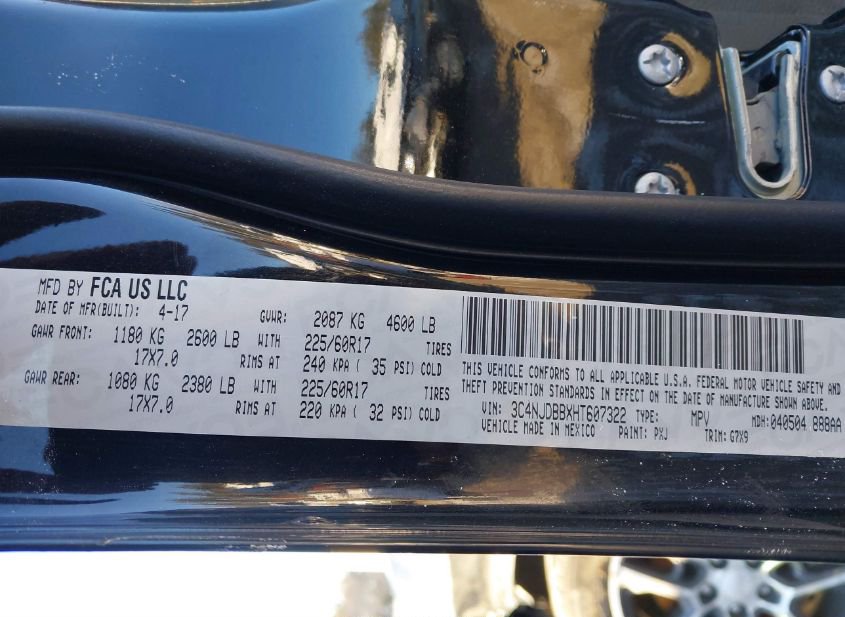 MFD BY FCA US LLC
DATE OF MFR(BUILT): 4-17 GVWR: 2087 KG 4600 LB
GAWR FRONT: 1180 KG 2600 LB WITH 225/60R17 TIRES
17X7.0 RIMS AT 240 KPA ( 35 PSI) COLD
GAWR REAR: 1080 KG 2380 LB WITH 225/60R17 TIRES
17X7.0 RIMS AT 220 KPA ( 32 PSI) COLD
THIS VEHICLE CONFORMS TO ALL APPLICABLE U.S.A. FEDERAL MOTOR VEHICLE SAFETY AND
THEFT PREVENTION STANDARDS IN EFFECT ON THE DATE OF MANUFACTURE SHOWN ABOVE.
VIN: 3C4NJDBBXHT607322 TYPE: MPV MDH: 040504 888AA
VEHICLE MADE IN MEXICO PAINT: PXJ TRIM: G7X9